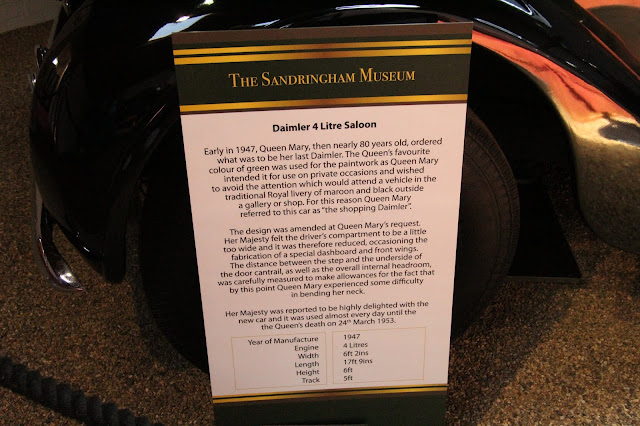 THE SANDRINGHAM MUSEUM
Daimler 4 Litre Saloon
Early in 1947, Queen Mary, then nearly 80 years old, ordered
what was to be her last Daimler. The Queen's favourite
colour of green was used for the paintwork as Queen Mary
intended it for use on private occasions and wished
to avoid the attention which would attend a vehicle in the
traditional Royal livery of maroon and black outside
a gallery or shop. For this reason Queen Mary
referred to this car as "the shopping Daimler".
The design was amended at Queen Mary's request.
Her Majesty felt the driver's compartment to be a little
too wide and it was therefore reduced, occasioning the
fabrication of a special dashboard and front wings.
The distance between the step and the underside of
the door cantrail, as well as the overall internal headroom,
was carefully measured to make allowances for the fact that
by this point Queen Mary experienced some difficulty
in bending her neck.
Her Majesty was reported to be highly delighted with the
new car and it was used almost every day until the
the Queen's death on 24th March 1953.
Year of Manufacture 1947
Engine 4 Litres
Width 6ft 2ins
Length 17ft 9ins
Height 6ft
Track 5ft